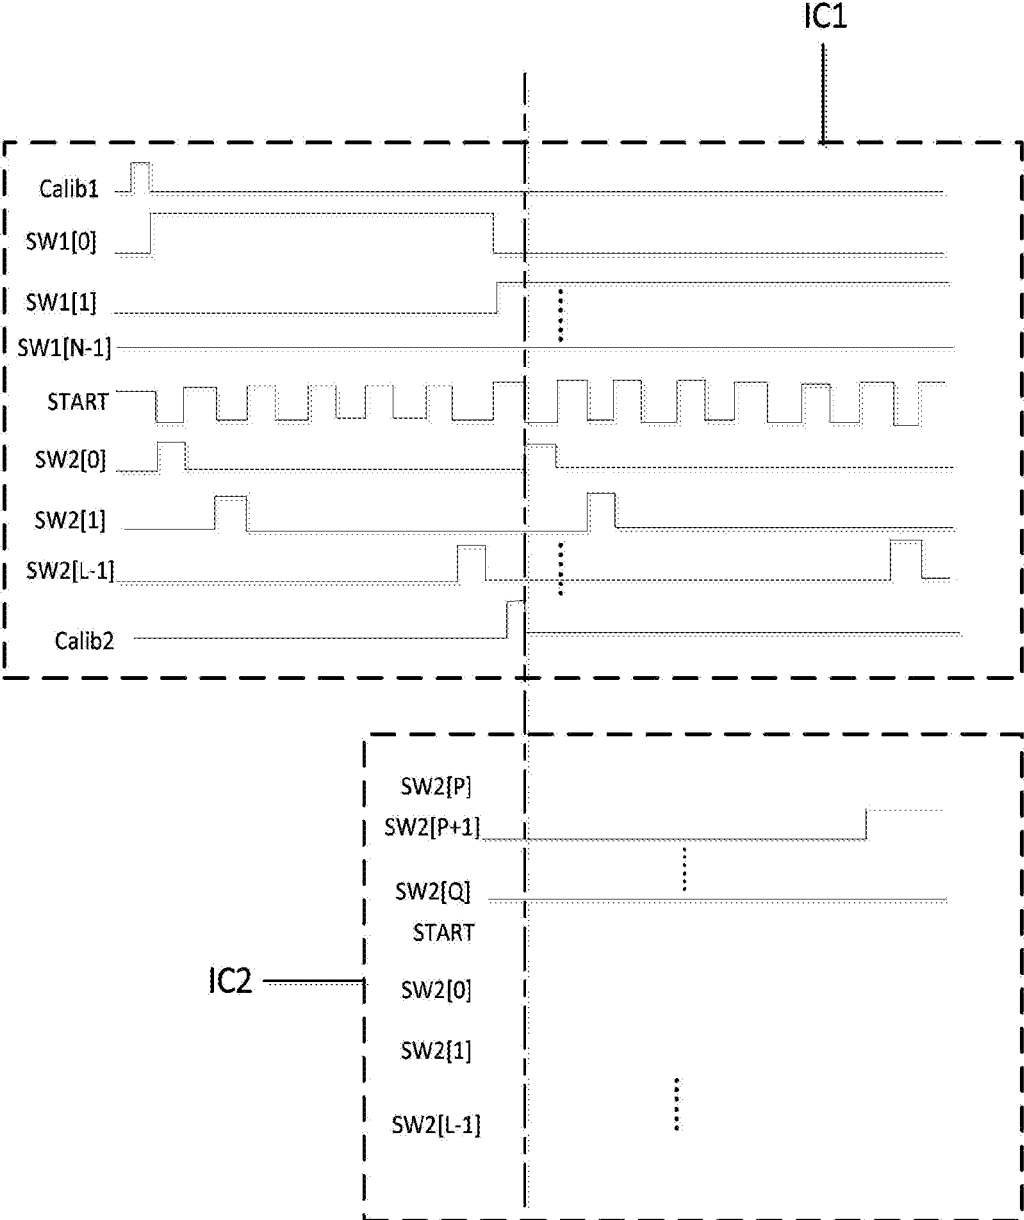 IC1
Calib1
SW1[0]
SW1[1]
SW1[N-1]
START
SW2[0]
SW2[1]
SW2[L-1]
Calib2
SW2[P]
SW2[P+1]
SW2[Q]
START
IC2
SW2[0]
SW2[1]
SW2[L-1]